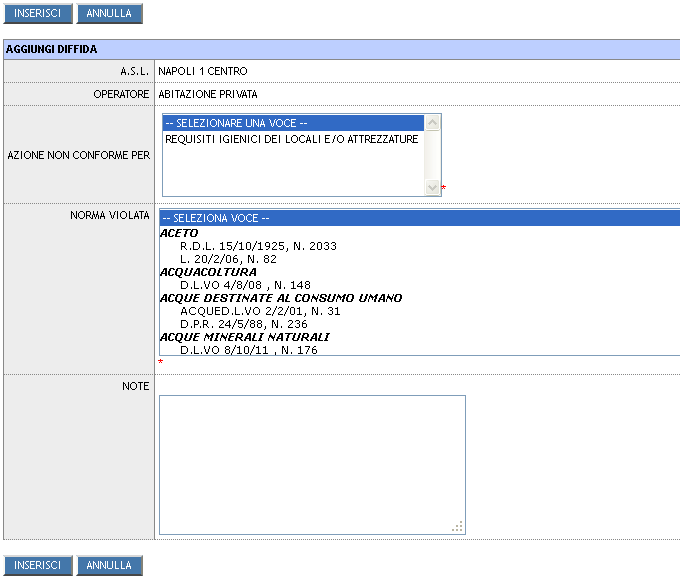 INSERISCI ANNULLA
AGGIUNGI DIFFIDA
A.S.L. NAPOLI 1 CENTRO
OPERATORE ABITAZIONE PRIVATA
-- SELEZIONARE UNA VOCE --
REQUISITI IGIENICI DEI LOCALI E/O ATTREZZATURE
AZIONE NON CONFORME PER
*
NORMA VIOLATA -- SELEZIONA VOCE --
ACETO
R.D.L. 15/10/1925, N. 2033
L. 20/2/06, N. 82
ACQUACOLTURA
D.L.VO 4/8/08 , N. 148
ACQUE DESTINATE AL CONSUMO UMANO
ACQUED.L.VO 2/2/01, N. 31
D.P.R. 24/5/88, N. 236
ACQUE MINERALI NATURALI
D.L.VO 8/10/11 , N. 176
*
NOTE
INSERISCI ANNULLA